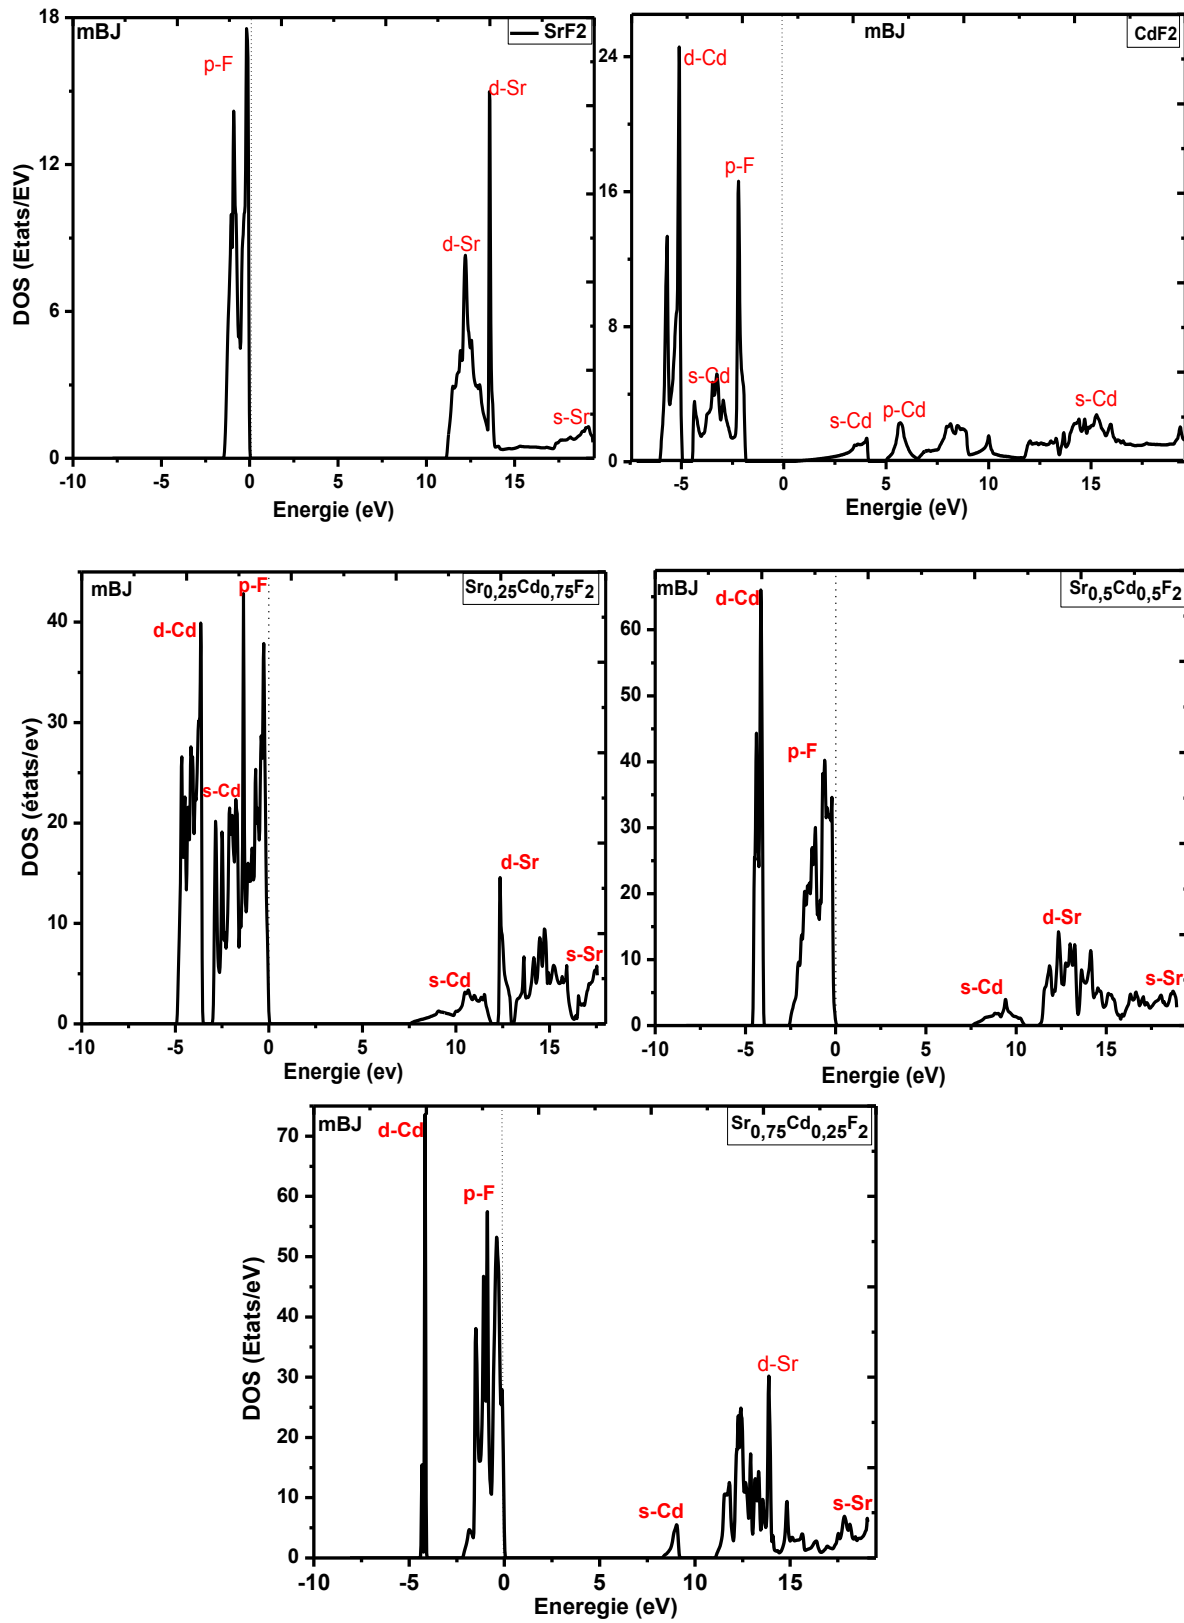 mBJ
SrF2
p-F
d-Sr
d-Sr
s-Sr
18
12
6
0
DOS (Etats/EV)
-10 -5 0 5 10 15
Energie (eV)
mBJ
CdF2
d-Cd
p-F
s-Cd
s-Cd
p-Cd
s-Cd
24
16
8
0
-5 0 5 10 15
Energie (eV)
mBJ
p-F
Sr0,25Cd0,75F2
d-Cd
s-Cd
d-Sr
s-Cd
s-Sr
40
30
20
10
0
DOS (états/ev)
-10 -5 0 5 10 15
Energie (ev)
mBJ
Sr0,5Cd0,5F2
d-Cd
p-F
d-Sr
s-Cd
s-Sr
60
50
40
30
20
10
0
-10 -5 0 5 10 15
Energie (eV)
mBJ
Sr0,75Cd0,25F2
d-Cd
p-F
d-Sr
s-Cd
s-Sr
70
60
50
40
30
20
10
0
DOS (Etats/eV)
-10 -5 0 5 10 15
Eneregie (eV)